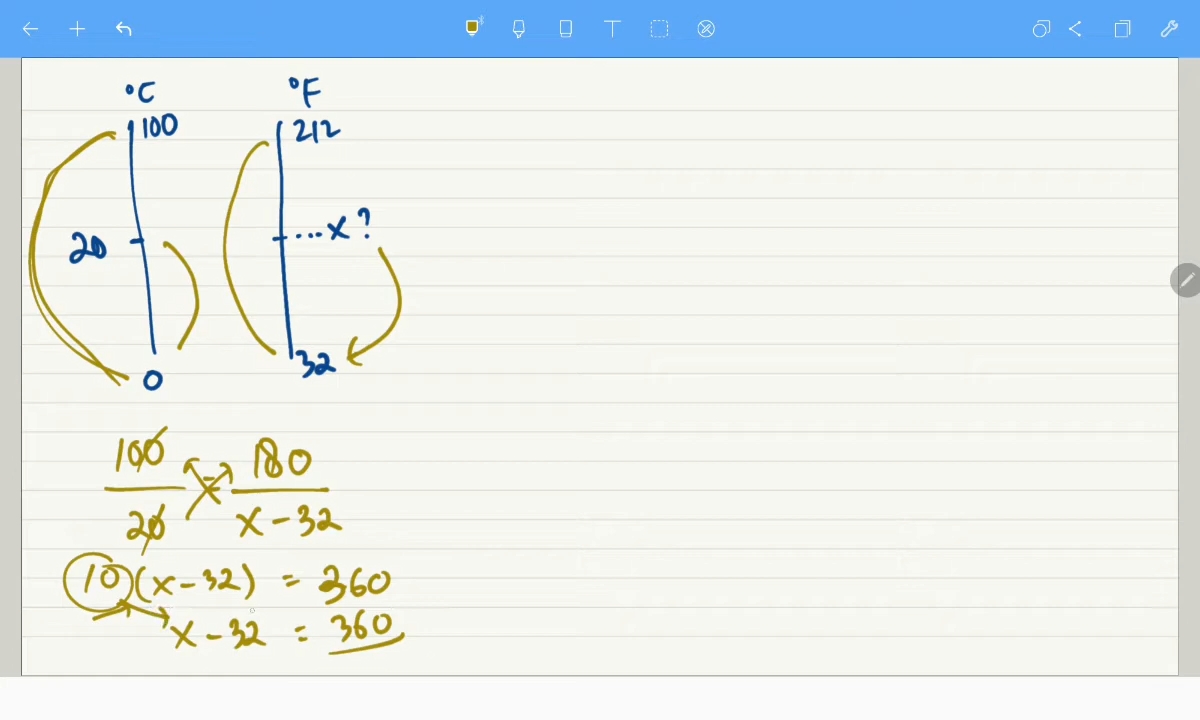 °C °F
100 212
20 ...x?
0 32
100/20 = 180/x-32
10(x-32) = 360
x-32 = 360